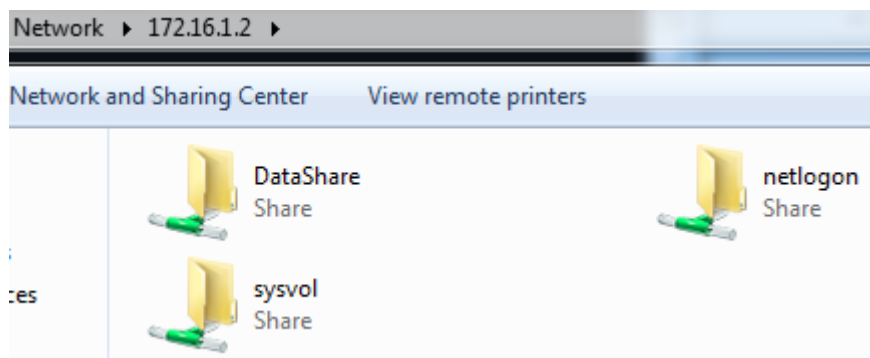 Network ▸ 172.16.1.2 ▸
Network and Sharing Center View remote printers
DataShare
Share
netlogon
Share
sysvol
Share